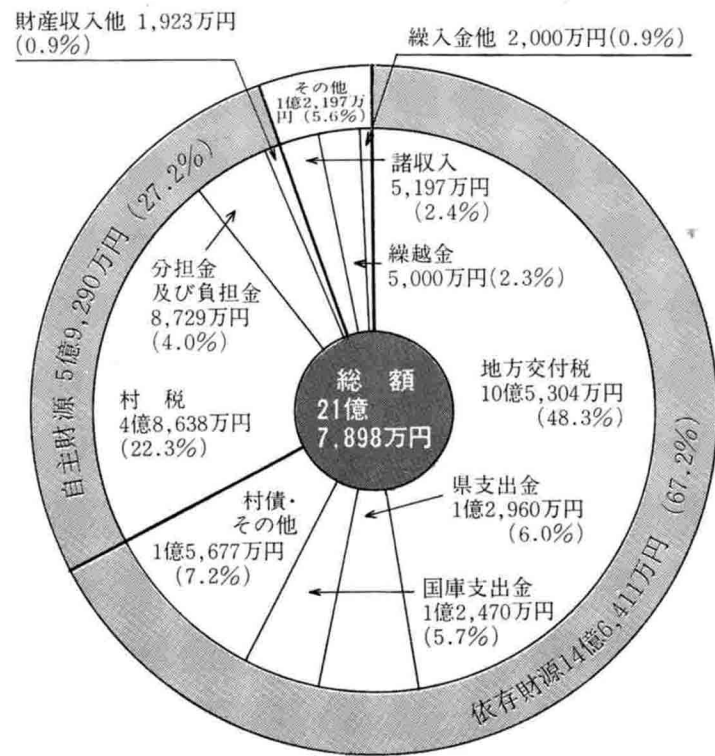 財産収入他 1,923万円
(0.9%)
繰入金他 2,000万円(0.9%)
その他
1億2,197万
円 (5.6%)
諸収入
5,197万円
(2.4%)
繰越金
5,000万円(2.3%)
分担金
及び負担金
8,729万円
(4.0%)
自主財源 5億9,290万円 (27.2%)
総 額
21億
7,898万円
地方交付税
10億5,304万円
(48.3%)
村 税
4億8,638万円
(22.3%)
県支出金
1億2,960万円
(6.0%)
村債・
その他
1億5,677万円
(7.2%)
国庫支出金
1億2,470万円
(5.7%)
依存財源14億6,411万円 (67.2%)